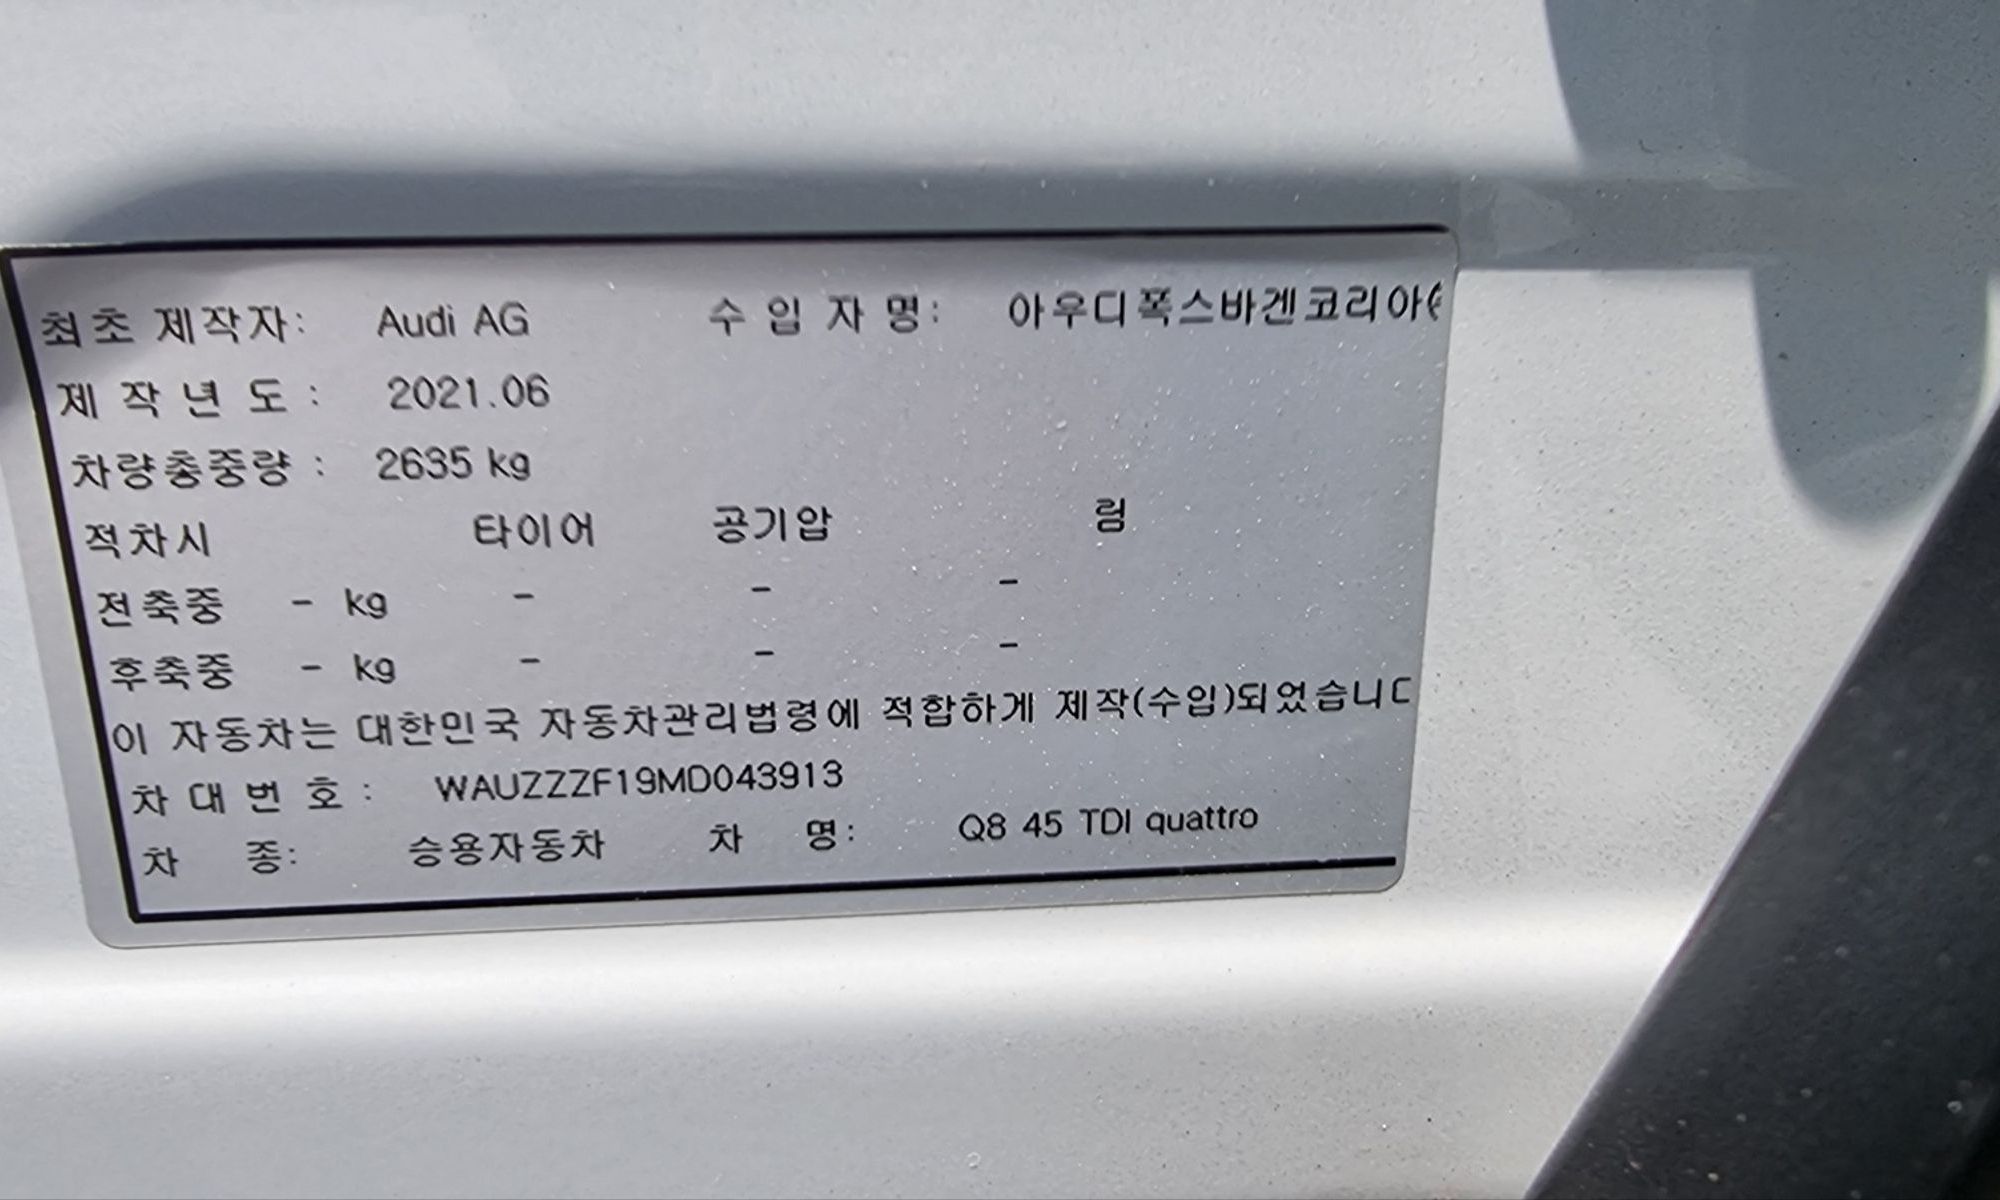 최초 제작자: Audi AG 수 입 자 명: 아우디폭스바겐코리아(
제 작 년 도 : 2021.06
차량총중량 : 2635 kg
적차시 타이어 공기압 림
전축중 - kg - - -
후축중 - kg - - -
이 자동차는 대한민국 자동차관리법령에 적합하게 제작(수입)되었습니
차 대 번 호 : WAUZZZF19MD043913
차 종: 승용자동차 차 명: Q8 45 TDI quattro